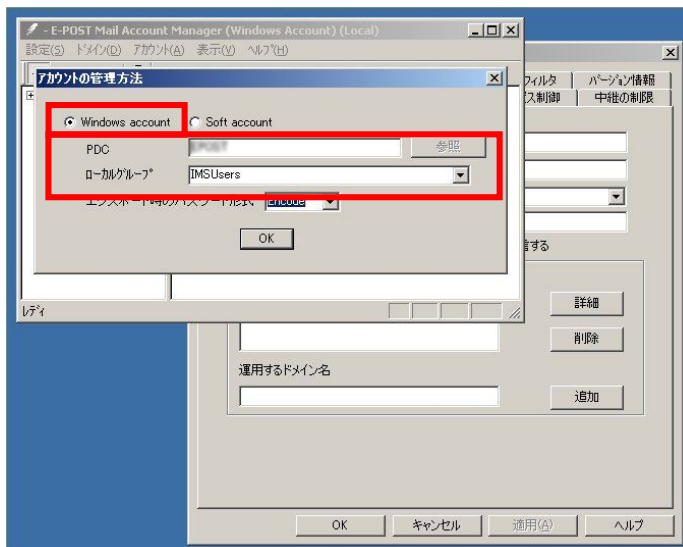 - E-POST Mail Account Manager (Windows Account) (Local)
設定(S) ドメイン(D) アカウント(A) 表示(V) ヘルプ(H)
アカウントの管理方法
Windows account Soft account
PDC 参照
ローカルグループ IMSUsers
エクスポート時のパスワード形式 Encode
OK
レディ
フィルタ バージョン情報
ス制御 中継の制限
する
詳細
削除
運用するドメイン名
追加
OK キャンセル 適用(A) ヘルプ